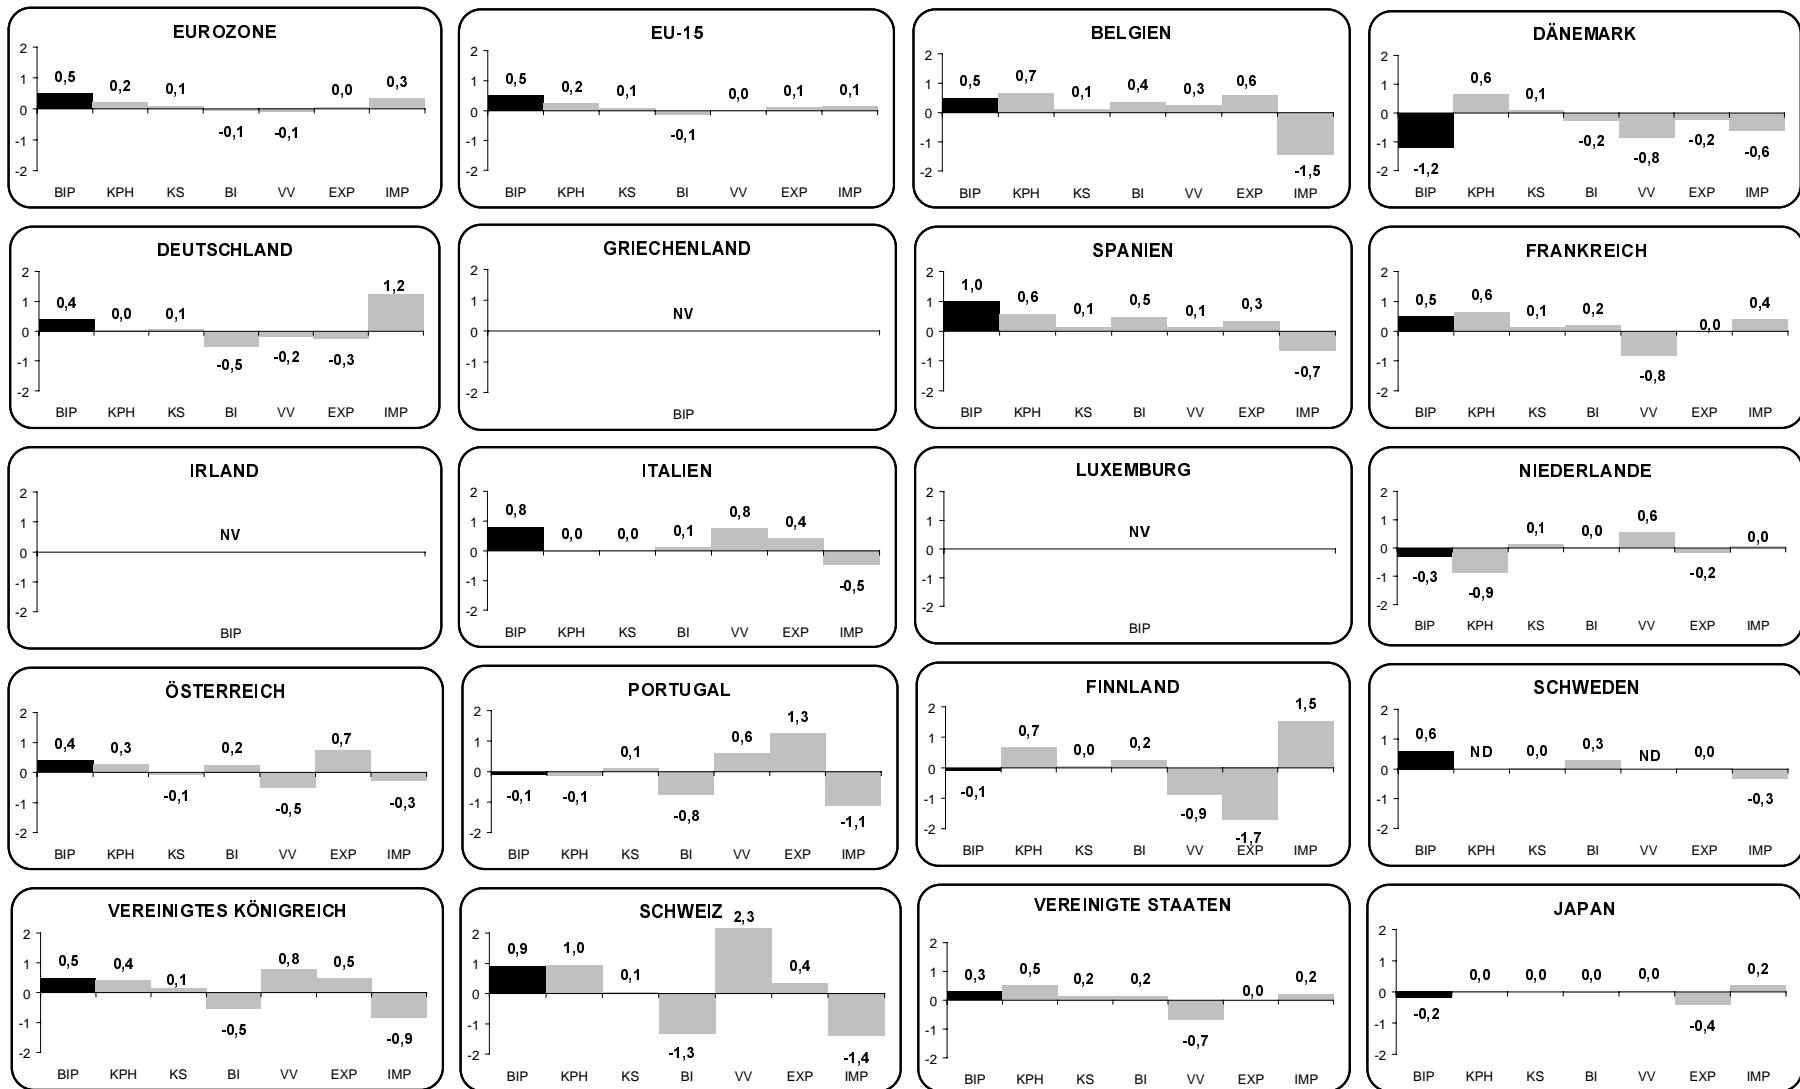 EUROZONE
2
1
0
-1
-2
0,5 0,2 0,1 -0,1 -0,1 0,0 0,3
BIP KPH KS BI VV EXP IMP
EU-15
2
1
0
-1
-2
0,5 0,2 0,1 -0,1 0,0 0,1 0,1
BIP KPH KS BI VV EXP IMP
BELGIEN
2
1
0
-1
-2
0,5 0,7 0,1 0,4 0,3 0,6 -1,5
BIP KPH KS BI VV EXP IMP
DÄNEMARK
2
1
0
-1
-2
-1,2 0,6 0,1 -0,2 -0,8 -0,2 -0,6
BIP KPH KS BI VV EXP IMP
DEUTSCHLAND
2
1
0
-1
-2
0,4 0,0 0,1 -0,5 -0,2 -0,3 1,2
BIP KPH KS BI VV EXP IMP
GRIECHENLAND
2
1
0
-1
-2
NV
BIP
SPANIEN
2
1
0
-1
-2
1,0 0,6 0,1 0,5 0,1 0,3 -0,7
BIP KPH KS BI VV EXP IMP
FRANKREICH
2
1
0
-1
-2
0,5 0,6 0,1 0,2 -0,8 0,0 0,4
BIP KPH KS BI VV EXP IMP
IRLAND
2
1
0
-1
-2
NV
BIP
ITALIEN
2
1
0
-1
-2
0,8 0,0 0,0 0,1 0,8 0,4 -0,5
BIP KPH KS BI VV EXP IMP
LUXEMBURG
2
1
0
-1
-2
NV
BIP
NIEDERLANDE
2
1
0
-1
-2
-0,3 -0,9 0,1 0,0 0,6 -0,2 0,0
BIP KPH KS BI VV EXP IMP
ÖSTERREICH
2
1
0
-1
-2
0,4 0,3 -0,1 0,2 -0,5 0,7 -0,3
BIP KPH KS BI VV EXP IMP
PORTUGAL
2
1
0
-1
-2
-0,1 -0,1 0,1 -0,8 0,6 1,3 -1,1
BIP KPH KS BI VV EXP IMP
FINNLAND
2
1
0
-1
-2
-0,1 0,7 0,0 0,2 -0,9 -1,7 1,5
BIP KPH KS BI VV EXP IMP
SCHWEDEN
2
1
0
-1
-2
0,6 ND 0,0 0,3 ND 0,0 -0,3
BIP KPH KS BI VV EXP IMP
VEREINIGTES KÖNIGREICH
2
1
0
-1
-2
0,5 0,4 0,1 -0,5 0,8 0,5 -0,9
BIP KPH KS BI VV EXP IMP
SCHWEIZ
2
1
0
-1
-2
0,9 1,0 0,1 -1,3 2,3 0,4 -1,4
BIP KPH KS BI VV EXP IMP
VEREINIGTE STAATEN
2
1
0
-1
-2
0,3 0,5 0,2 0,2 -0,7 0,0 0,2
BIP KPH KS BI VV EXP IMP
JAPAN
2
1
0
-1
-2
-0,2 0,0 0,0 0,0 0,0 -0,4 0,2
BIP KPH KS BI VV EXP IMP